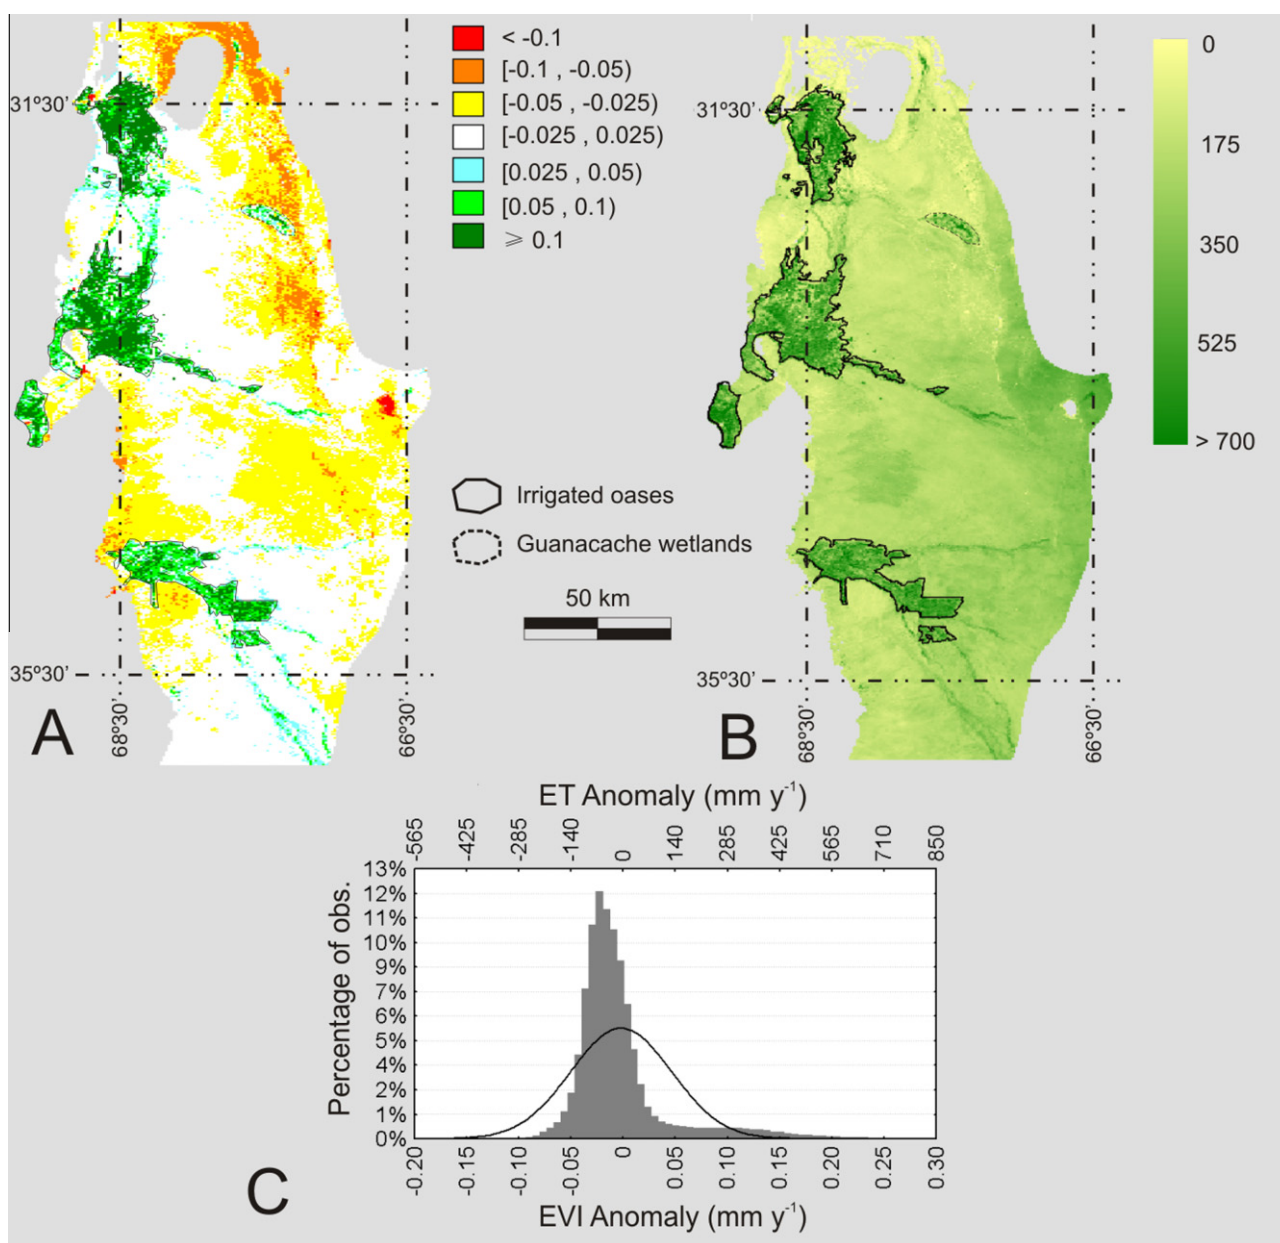 < -0.1
[-0.1 , -0.05)
[-0.05 , -0.025)
[-0.025 , 0.025)
[0.025 , 0.05)
[0.05 , 0.1)
⩾ 0.1
31º30’
35º30’
68º30’
66º30’
A
Irrigated oases
Guanacache wetlands
50 km
31º30’
35º30’
68º30’
66º30’
B
0
175
350
525
> 700
ET Anomaly (mm y-1)
-565 -425 -285 -140 0 140 285 425 565 710 850
Percentage of obs.
13%
12%
11%
10%
9%
7%
6%
5%
4%
2%
1%
0%
-0.20 -0.15 -0.10 -0.05 0 0.05 0.10 0.15 0.20 0.25 0.30
EVI Anomaly (mm y-1)
C